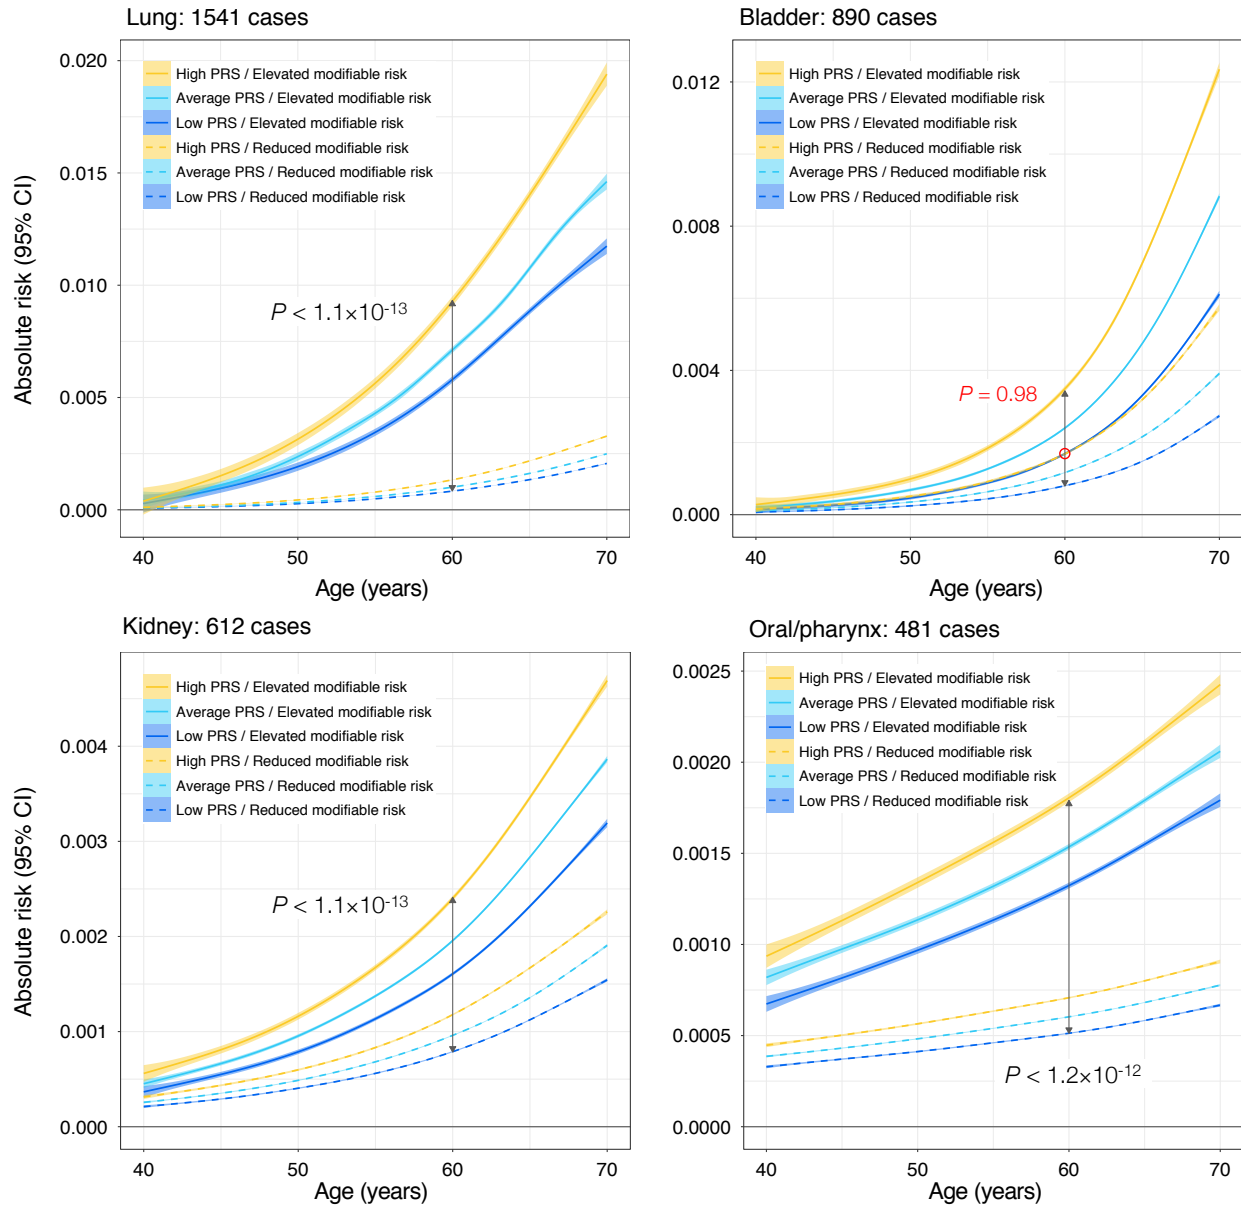 Lung: 1541 cases
Absolute risk (95% CI)
0.020
0.015
0.010
0.005
0.000
High PRS / Elevated modifiable risk
Average PRS / Elevated modifiable risk
Low PRS / Elevated modifiable risk
High PRS / Reduced modifiable risk
Average PRS / Reduced modifiable risk
Low PRS / Reduced modifiable risk
P < 1.1×10⁻¹³
40 50 60 70
Age (years)
Bladder: 890 cases
0.012
0.008
0.004
0.000
High PRS / Elevated modifiable risk
Average PRS / Elevated modifiable risk
Low PRS / Elevated modifiable risk
High PRS / Reduced modifiable risk
Average PRS / Reduced modifiable risk
Low PRS / Reduced modifiable risk
P = 0.98
40 50 60 70
Age (years)
Kidney: 612 cases
Absolute risk (95% CI)
0.004
0.003
0.002
0.001
0.000
High PRS / Elevated modifiable risk
Average PRS / Elevated modifiable risk
Low PRS / Elevated modifiable risk
High PRS / Reduced modifiable risk
Average PRS / Reduced modifiable risk
Low PRS / Reduced modifiable risk
P < 1.1×10⁻¹³
40 50 60 70
Age (years)
Oral/pharynx: 481 cases
0.0025
0.0020
0.0015
0.0010
0.0005
0.0000
High PRS / Elevated modifiable risk
Average PRS / Elevated modifiable risk
Low PRS / Elevated modifiable risk
High PRS / Reduced modifiable risk
Average PRS / Reduced modifiable risk
Low PRS / Reduced modifiable risk
P < 1.2×10⁻¹²
40 50 60 70
Age (years)